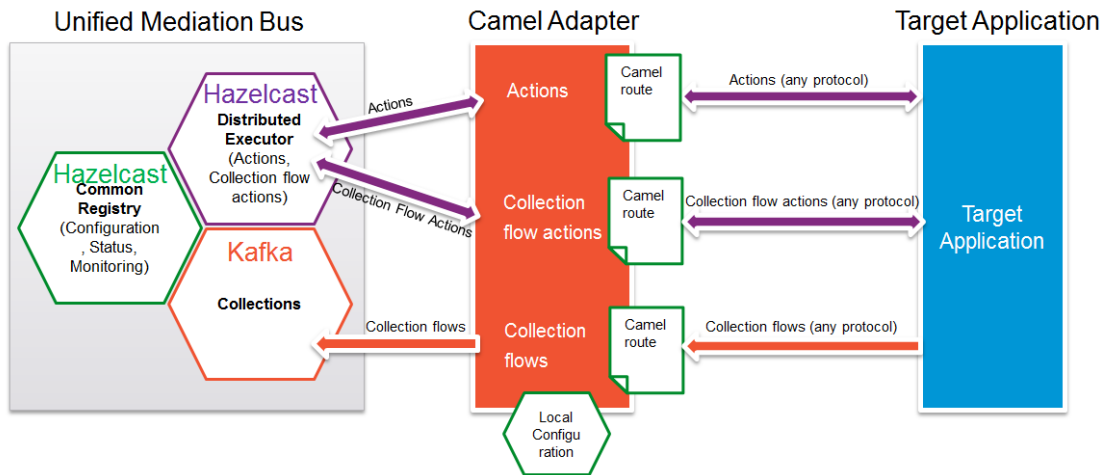 Unified Mediation Bus
Camel Adapter
Target Application
Hazelcast
Distributed
Executor
(Actions,
Collection flow
actions)
Hazelcast
Common
Registry
(Configuration
, Status,
Monitoring)
Kafka
Collections
Actions
Collection Flow Actions
Collection flows
Actions
Camel
route
Collection
flow actions
Camel
route
Collection
flows
Camel
route
Local
Configu
ration
Actions (any protocol)
Collection flow actions (any protocol)
Collection flows (any protocol)
Target
Application